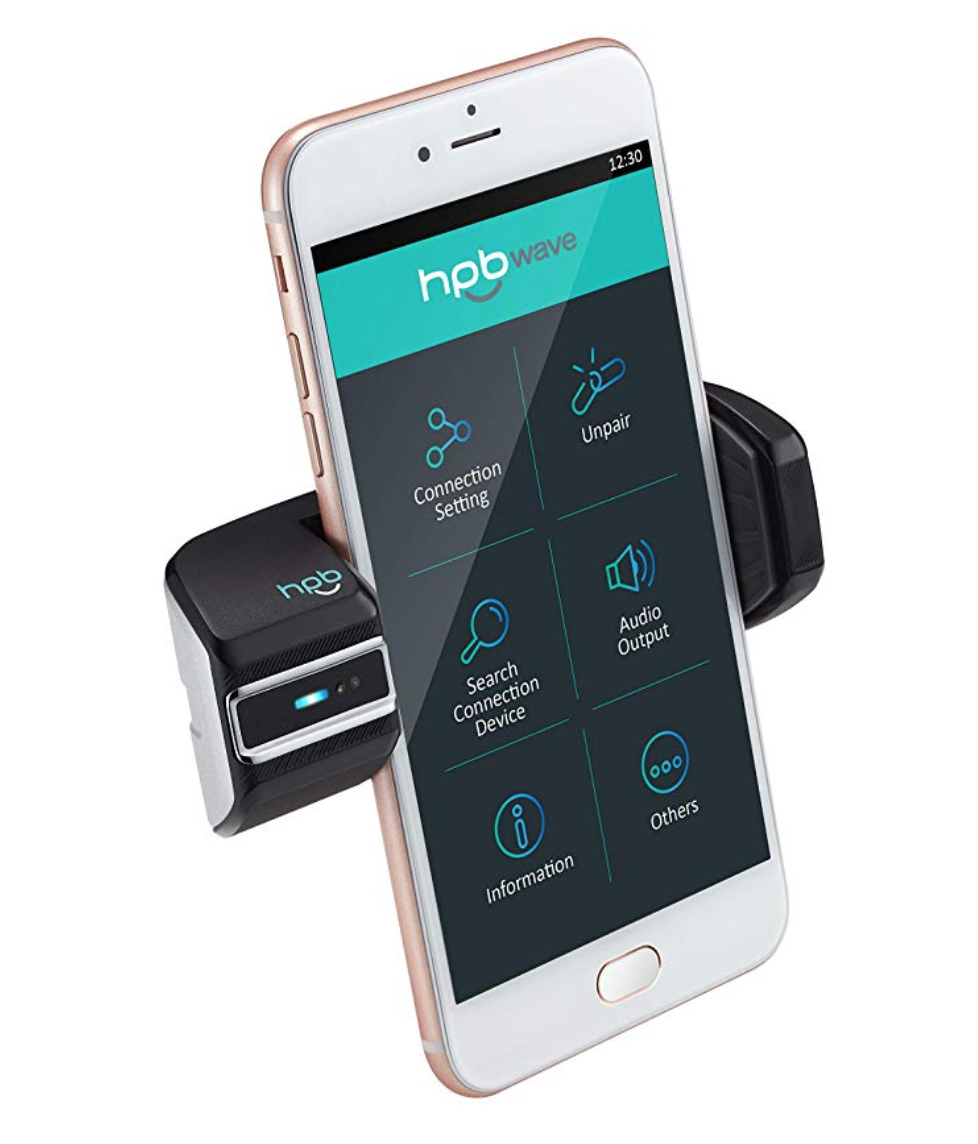 12:30
hpb wave
Connection
Setting
Unpair
Search
Connection
Device
Audio
Output
Information
Others
hpb